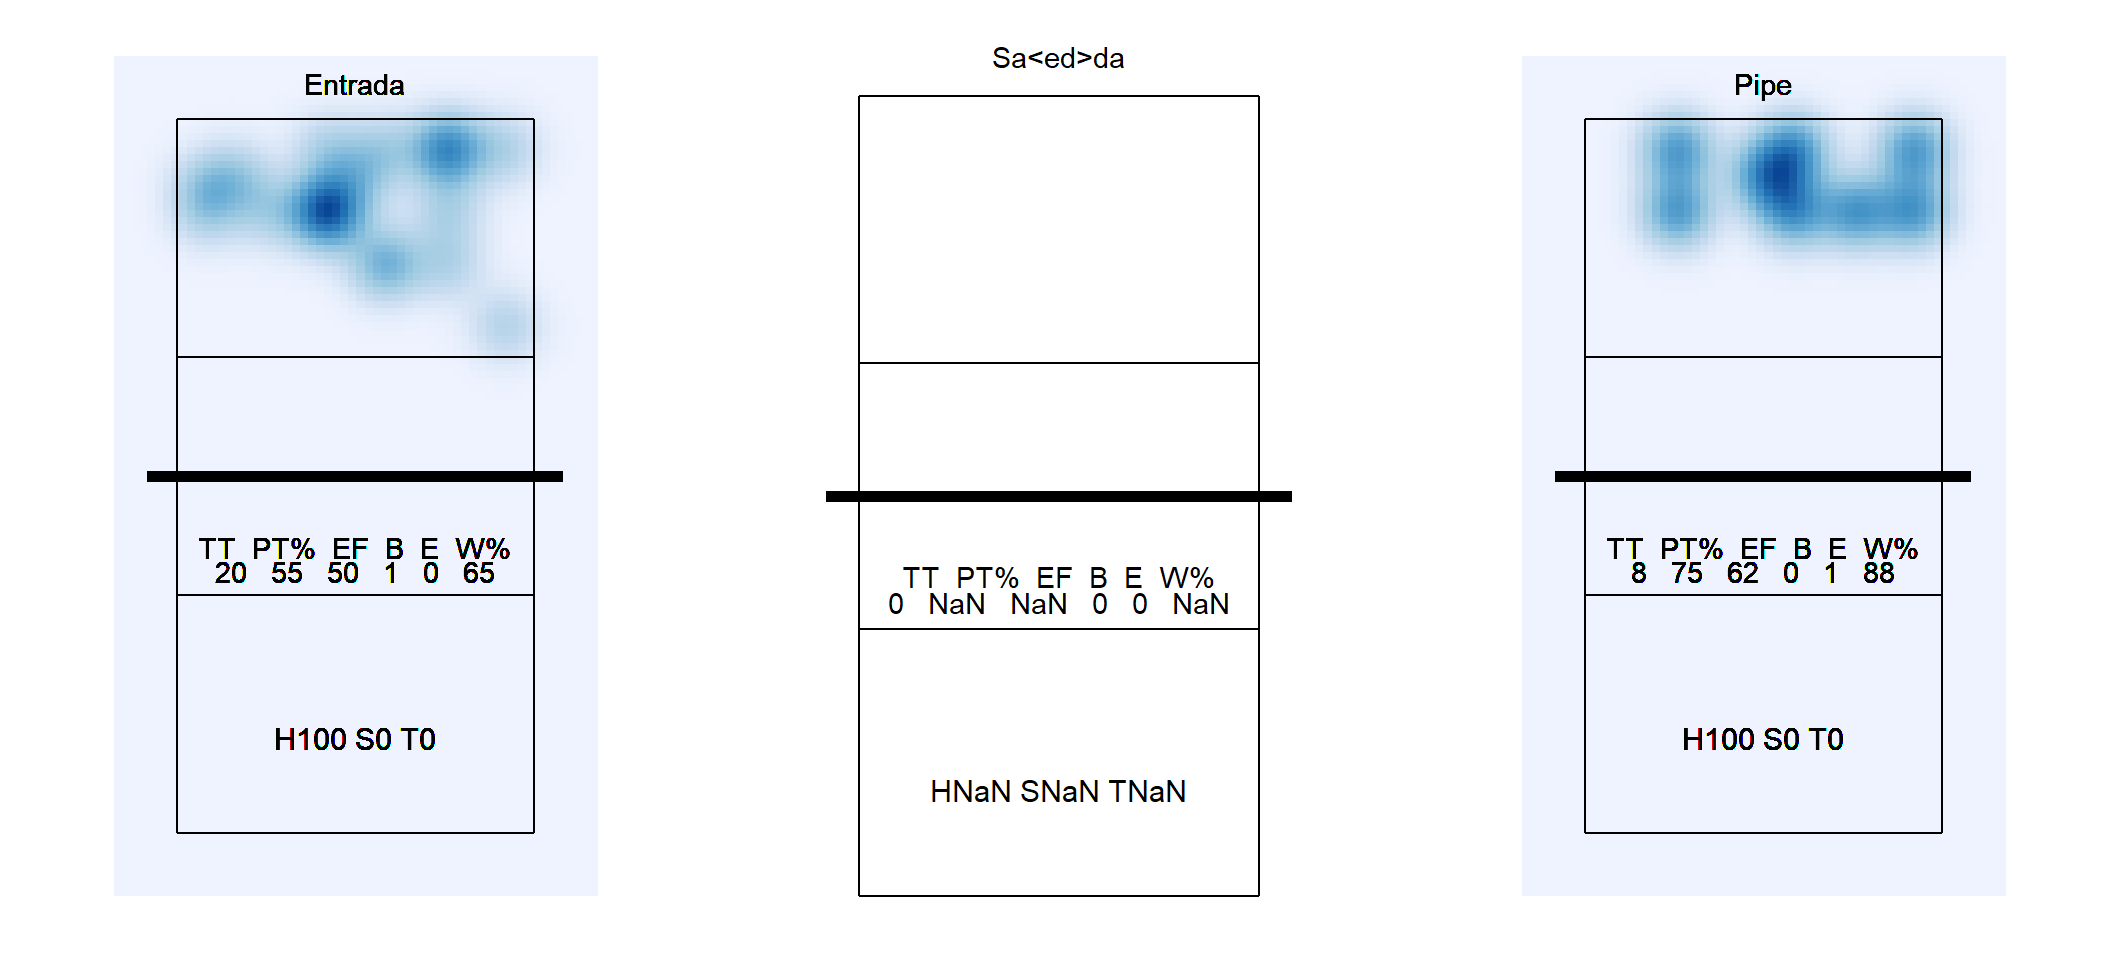 Entrada
TT PT% EF B E W%
20 55 50 1 0 65
H100 S0 T0
Sa<ed>da
TT PT% EF B E W%
0 NaN NaN 0 0 NaN
HNaN SNaN TNaN
Pipe
TT PT% EF B E W%
8 75 62 0 1 88
H100 S0 T0